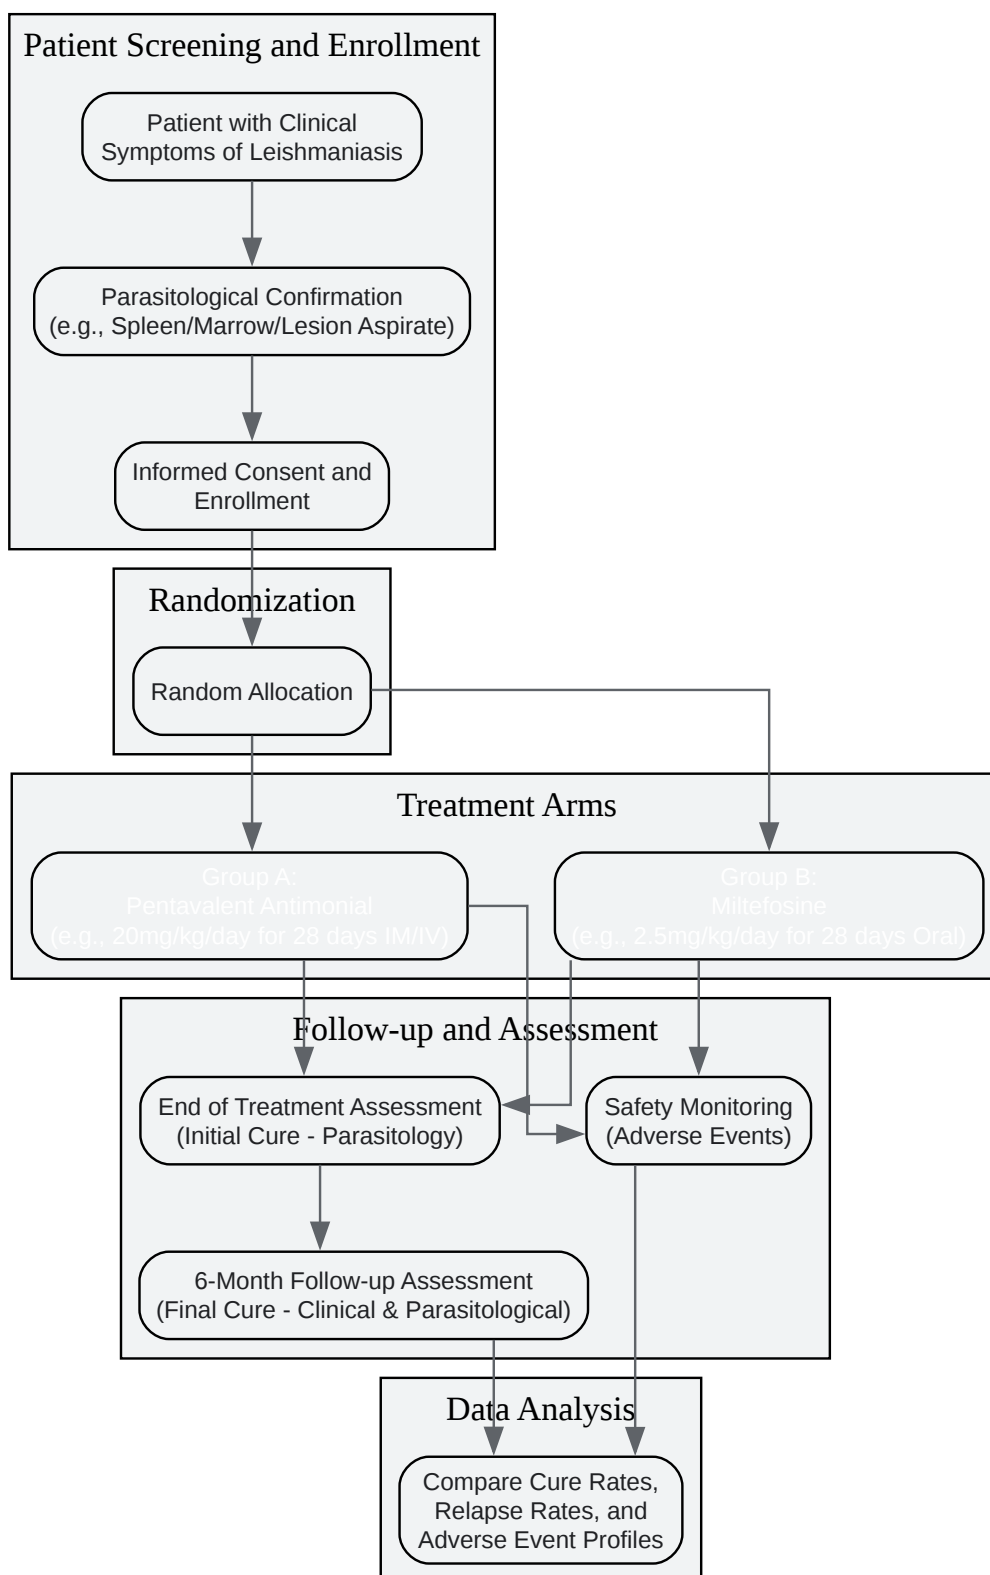 Patient Screening and Enrollment
Patient with Clinical
Symptoms of Leishmaniasis
Parasitological Confirmation
(e.g., Spleen/Marrow/Lesion Aspirate)
Informed Consent and
Enrollment
Randomization
Random Allocation
Treatment Arms
Group A:
Pentavalent Antimonial
(e.g., 20mg/kg/day for 28 days IM/IV)
Group B:
Miltefosine
(e.g., 2.5mg/kg/day for 28 days Oral)
Follow-up and Assessment
End of Treatment Assessment
(Initial Cure - Parasitology)
Safety Monitoring
(Adverse Events)
6-Month Follow-up Assessment
(Final Cure - Clinical & Parasitological)
Data Analysis
Compare Cure Rates,
Relapse Rates, and
Adverse Event Profiles